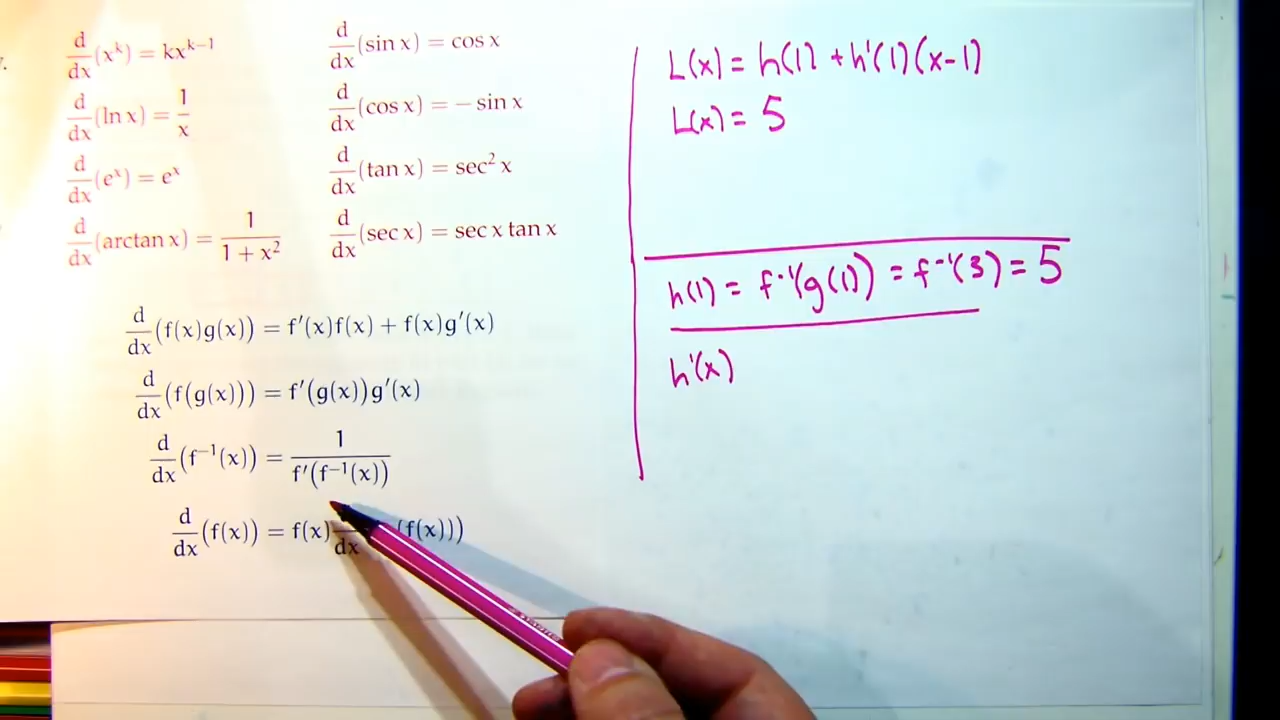 d/dx(x^k) = kx^{k−1}
d/dx(sin x) = cos x
d/dx(ln x) = 1/x
d/dx(cos x) = − sin x
d/dx(e^x) = e^x
d/dx(tan x) = sec² x
d/dx(arctan x) = 1/(1 + x²)
d/dx(sec x) = sec x tan x
d/dx(f(x)g(x)) = f′(x)f(x) + f(x)g′(x)
d/dx(f(g(x))) = f′(g(x))g′(x)
d/dx(f⁻¹(x)) = 1/f′(f⁻¹(x))
d/dx(f(x)) = f(x) dx (f(x)))
L(x) = h(1) + h'(1)(x-1)
L(x) = 5
h(1) = f⁻¹(g(1)) = f⁻¹(3) = 5
h'(x)